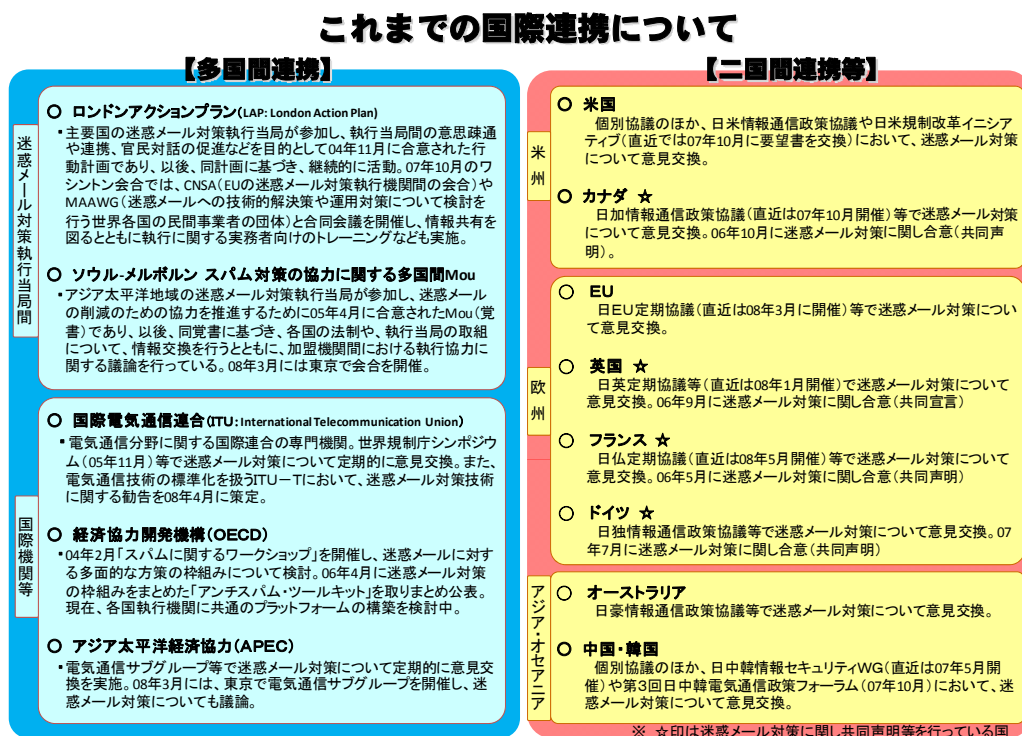 これまでの国際連携について
【多国間連携】
迷惑メール対策執行当局間
○ ロンドンアクションプラン(LAP: London Action Plan)
・主要国の迷惑メール対策執行当局が参加し、執行当局間の意思疎通
や連携、官民対話の促進などを目的として04年11月に合意された行
動計画であり、以後、同計画に基づき、継続的に活動。07年10月のワ
シントン会合では、CNSA(EUの迷惑メール対策執行機関間の会合)や
MAAWG(迷惑メールへの技術的解決策や運用対策について検討を
行う世界各国の民間事業者の団体)と合同会議を開催し、情報共有を
図るとともに執行に関する実務者向けのトレーニングなども実施。
○ ソウル-メルボルン スパム対策の協力に関する多国間Mou
・アジア太平洋地域の迷惑メール対策執行当局が参加し、迷惑メール
の削減のための協力を推進するために05年4月に合意されたMou(覚
書)であり、以後、同覚書に基づき、各国の法制や、執行当局の取組
について、情報交換を行うとともに、加盟機関間における執行協力に
関する議論を行っている。08年3月には東京で会合を開催。
国際機関等
○ 国際電気通信連合(ITU: International Telecommunication Union)
・電気通信分野に関する国際連合の専門機関。世界規制庁シンポジウ
ム(05年11月)等で迷惑メール対策について定期的に意見交換。また、
電気通信技術の標準化を扱うITU-Tにおいて、迷惑メール対策技術
に関する勧告を08年4月に策定。
○ 経済協力開発機構(OECD)
・04年2月「スパムに関するワークショップ」を開催し、迷惑メールに対す
る多面的な方策の枠組みについて検討。06年4月に迷惑メール対策
の枠組みをまとめた「アンチスパム・ツールキット」を取りまとめ公表。
現在、各国執行機関に共通のプラットフォームの構築を検討中。
○ アジア太平洋経済協力(APEC)
・電気通信サブグループ等で迷惑メール対策について定期的に意見交
換を実施。08年3月には、東京で電気通信サブグループを開催し、迷
惑メール対策についても議論。
【二国間連携等】
米州
○ 米国
個別協議のほか、日米情報通信政策協議や日米規制改革イニシア
ティブ(直近では07年10月に要望書を交換)において、迷惑メール対策
について意見交換。
○ カナダ ☆
日加情報通信政策協議(直近は07年10月開催)等で迷惑メール対策
について意見交換。06年10月に迷惑メール対策に関し合意(共同声
明)。
欧州
○ EU
日EU定期協議(直近は08年3月に開催)等で迷惑メール対策につい
て意見交換。
○ 英国 ☆
日英定期協議等(直近は08年1月開催)で迷惑メール対策について
意見交換。06年9月に迷惑メール対策に関し合意(共同宣言)
○ フランス ☆
日仏定期協議(直近は08年5月開催)等で迷惑メール対策について
意見交換。06年5月に迷惑メール対策に関し合意(共同声明)
○ ドイツ ☆
日独情報通信政策協議等で迷惑メール対策について意見交換。07
年7月に迷惑メール対策に関し合意(共同声明)
アジア・オセアニア
○ オーストラリア
日豪情報通信政策協議等で迷惑メール対策について意見交換。
○ 中国・韓国
個別協議のほか、日中韓情報セキュリティWG(直近は07年5月開
催)や第3回日中韓電気通信政策フォーラム(07年10月)において、迷
惑メール対策について意見交換。
※ ☆印は迷惑メール対策に関し共同声明等を行っている国